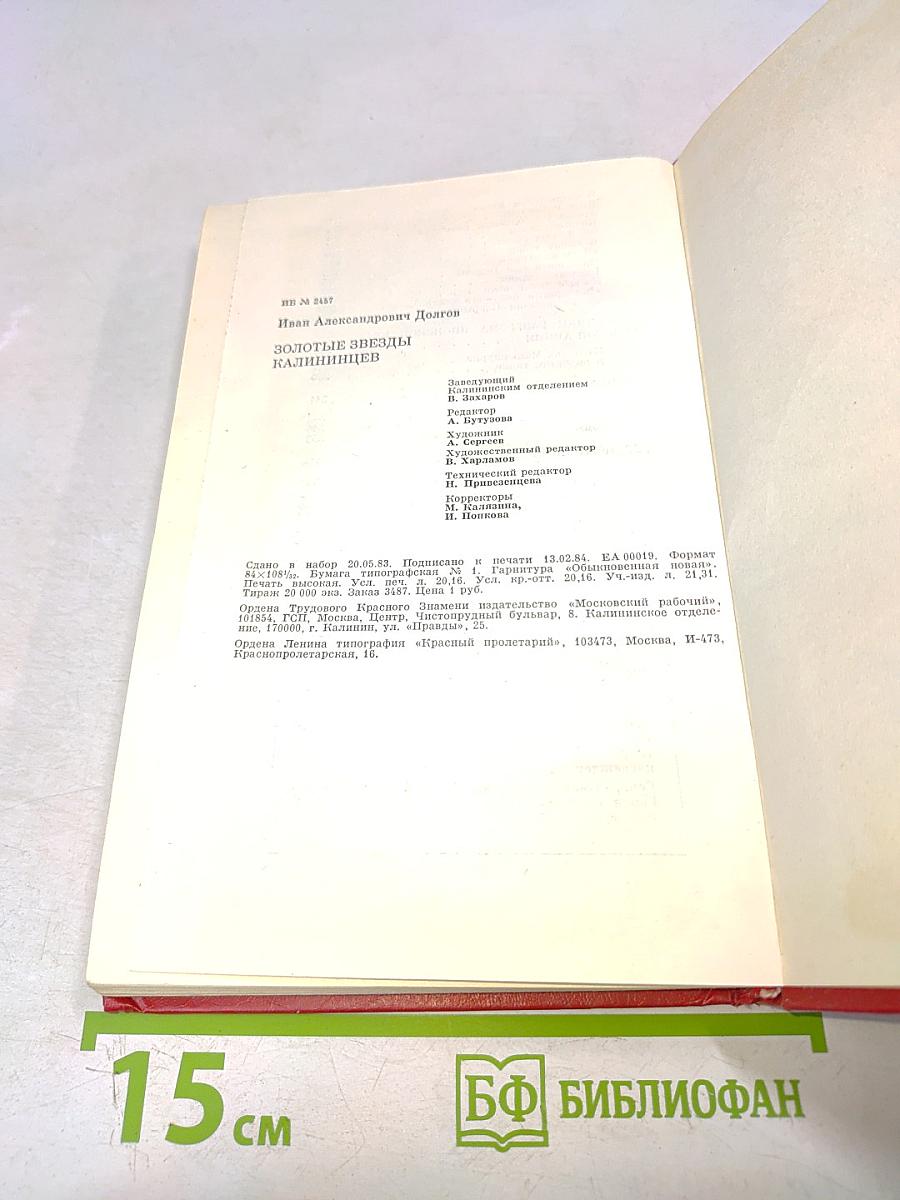 ИБ № 2457
Иван Александрович Долгов
ЗОЛОТЫЕ ЗВЕЗДЫ
КАЛИНИНЦЕВ
Заведующий
Калининским отделением
В. Захаров
Редактор
А. Бутузова
Художник
А. Сергеев
Художественный редактор
В. Харламов
Технический редактор
Н. Привезенцева
Корректоры
М. Калязина,
И. Попкова
Сдано в набор 20.05.83. Подписано к печати 13.02.84. ЕА 00019. Формат
84×108¹/₃₂. Бумага типографская № 1. Гарнитура «Обыкновенная новая».
Печать высокая. Усл. печ. л. 20,16. Усл. кр.-отт. 20,16. Уч.-изд. л. 21,31.
Тираж 20 000 экз. Заказ 3487. Цена 1 руб.
Ордена Трудового Красного Знамени издательство «Московский рабочий»,
101854, ГСП, Москва, Центр, Чистопрудный бульвар, 8. Калининское отделе-
ние, 170000, г. Калинин, ул. «Правды», 25.
Ордена Ленина типография «Красный пролетарий», 103473, Москва, И-473,
Краснопролетарская, 16.
15 см
БФ БИБЛИОФАН